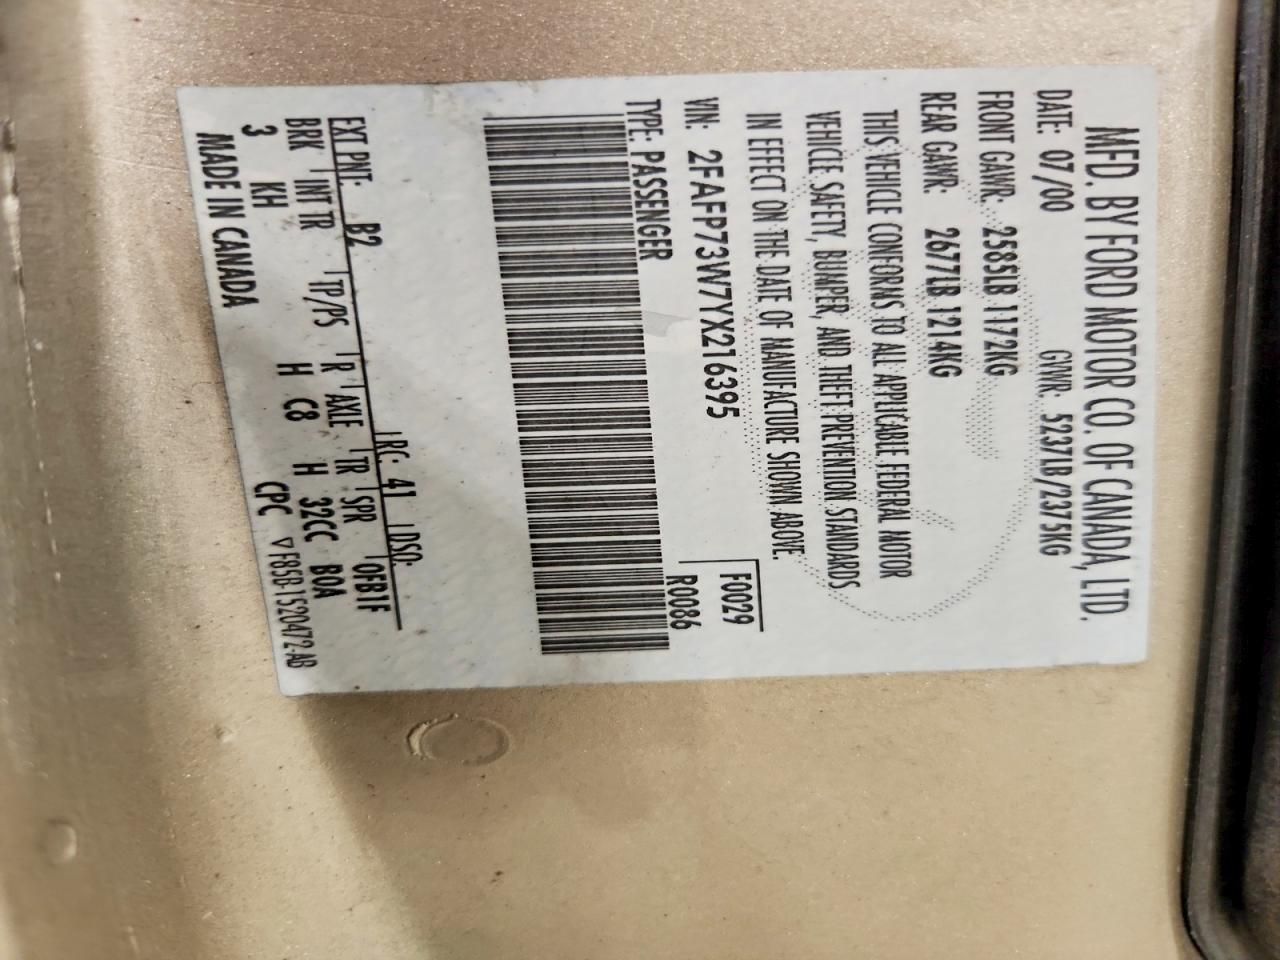 MFD. BY FORD MOTOR CO. OF CANADA, LTD.
DATE: 07/00 GVWR: 5237LB/2375KG
FRONT GAWR: 2585LB 1172KG
REAR GAWR: 2677LB 1214KG
THIS VEHICLE CONFORMS TO ALL APPLICABLE FEDERAL MOTOR
VEHICLE SAFETY, BUMPER, AND THEFT PREVENTION STANDARDS
IN EFFECT ON THE DATE OF MANUFACTURE SHOWN ABOVE.
VIN: 2FAFP73W7YX216395 F0029
TYPE: PASSENGER R0086
EXT PNT: B2 RC: 41 DSO:
BRK INT TR TP/PS R AXLE TR SPR QFB1F
3 KH H C8 H 32CC BOA
MADE IN CANADA CPC ▽ F85B-1520472-AB